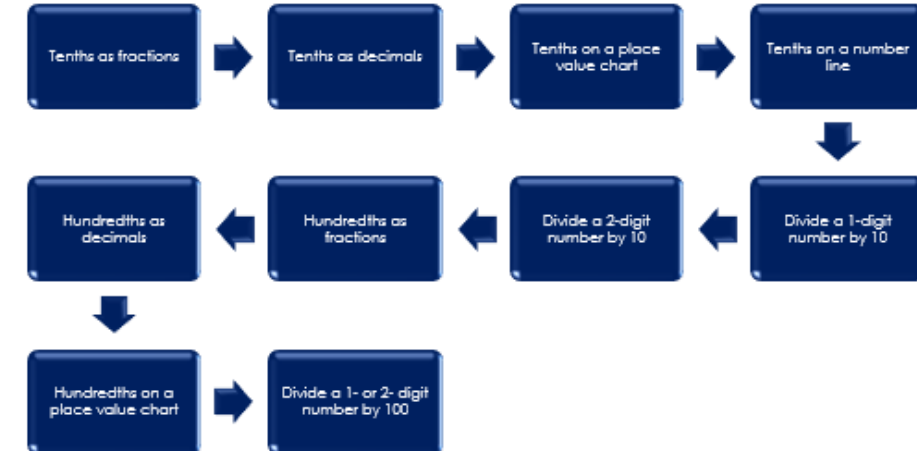 Tenths as fractions
Tenths as decimals
Tenths on a place
value chart
Tenths on a number
line
Divide a 1-digit
number by 10
Divide a 2-digit
number by 10
Hundredths as
fractions
Hundredths as
decimals
Hundredths on a
place value chart
Divide a 1- or 2- digit
number by 100